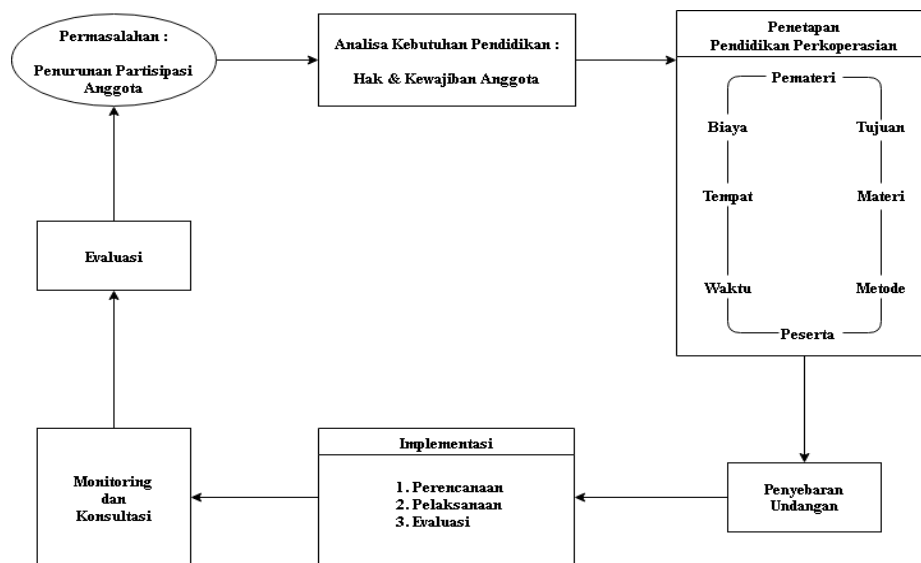 Permasalahan :
Penurunan Partisipasi
Anggota
Analisa Kebutuhan Pendidikan :
Hak & Kewajiban Anggota
Penetapan
Pendidikan Perkoperasian
Pemateri
Biaya
Tujuan
Tempat
Materi
Waktu
Metode
Peserta
Penyebaran
Undangan
Implementasi
1. Perencanaan
2. Pelaksanaan
3. Evaluasi
Monitoring
dan
Konsultasi
Evaluasi